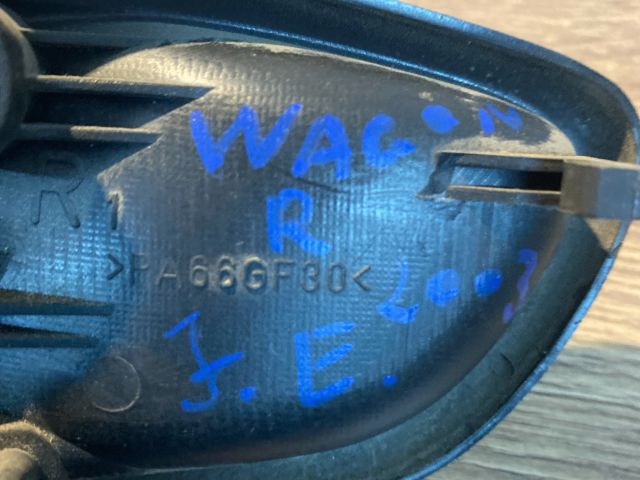 WAGON
R
R1
>PA66GF30<
2003
J.E.